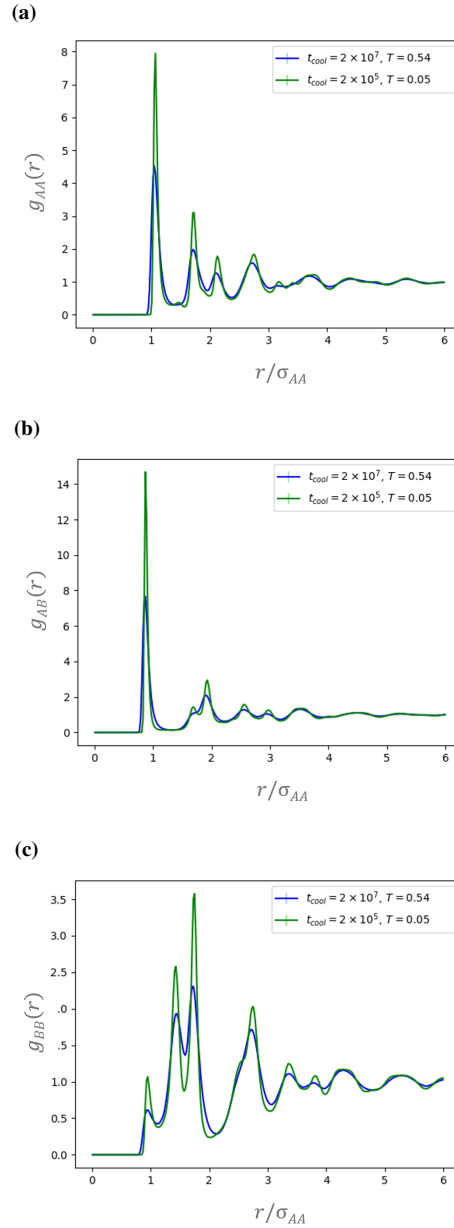 (a)
8
7
6
5
4
3
2
1
0
g_AA(r)
t_cool = 2 × 10^7, T = 0.54
t_cool = 2 × 10^5, T = 0.05
0 1 2 3 4 5 6
r/σ_AA
(b)
14
12
10
8
6
4
2
0
g_AB(r)
t_cool = 2 × 10^7, T = 0.54
t_cool = 2 × 10^5, T = 0.05
0 1 2 3 4 5 6
r/σ_AA
(c)
3.5
.0
2.5
.0
.5
1.0
0.5
0.0
g_BB(r)
t_cool = 2 × 10^7, T = 0.54
t_cool = 2 × 10^5, T = 0.05
0 1 2 3 4 5 6
r/σ_AA